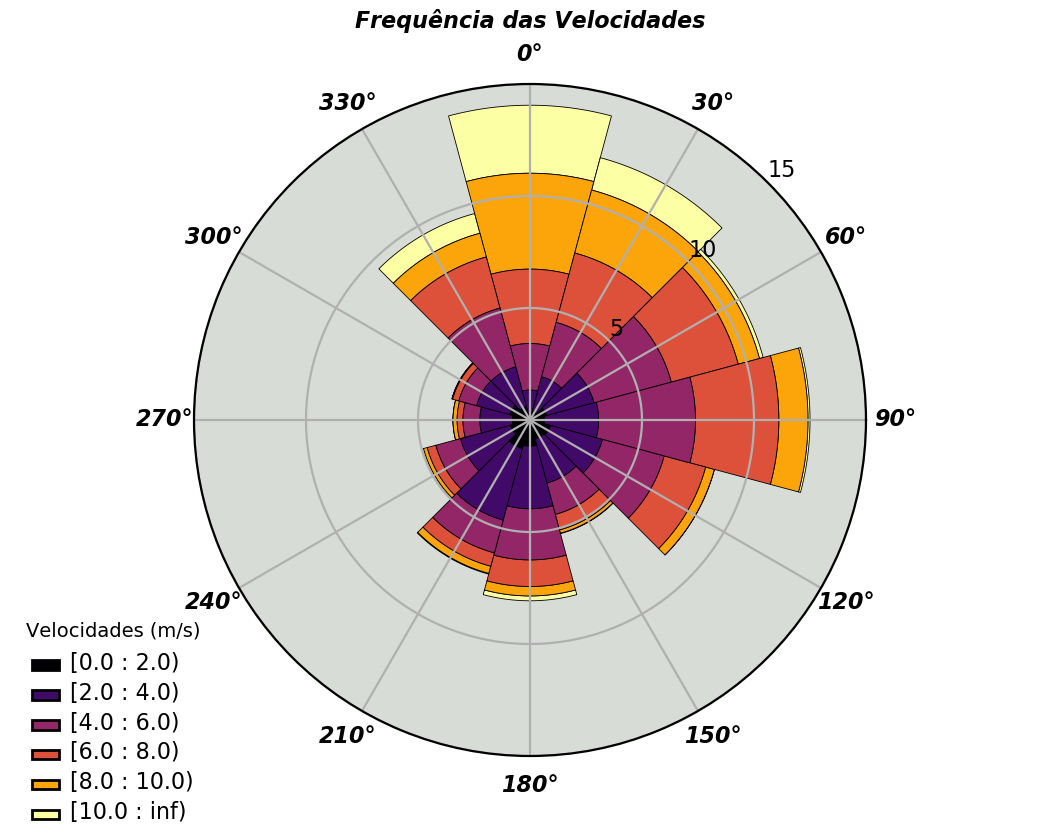 Frequência das Velocidades
0°
330°
30°
15
300°
60°
10
5
270°
90°
240°
120°
210°
150°
180°
Velocidades (m/s)
[0.0 : 2.0)
[2.0 : 4.0)
[4.0 : 6.0)
[6.0 : 8.0)
[8.0 : 10.0)
[10.0 : inf)